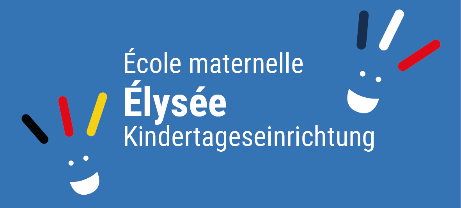 École maternelle
Élysée
Kindertageseinrichtung